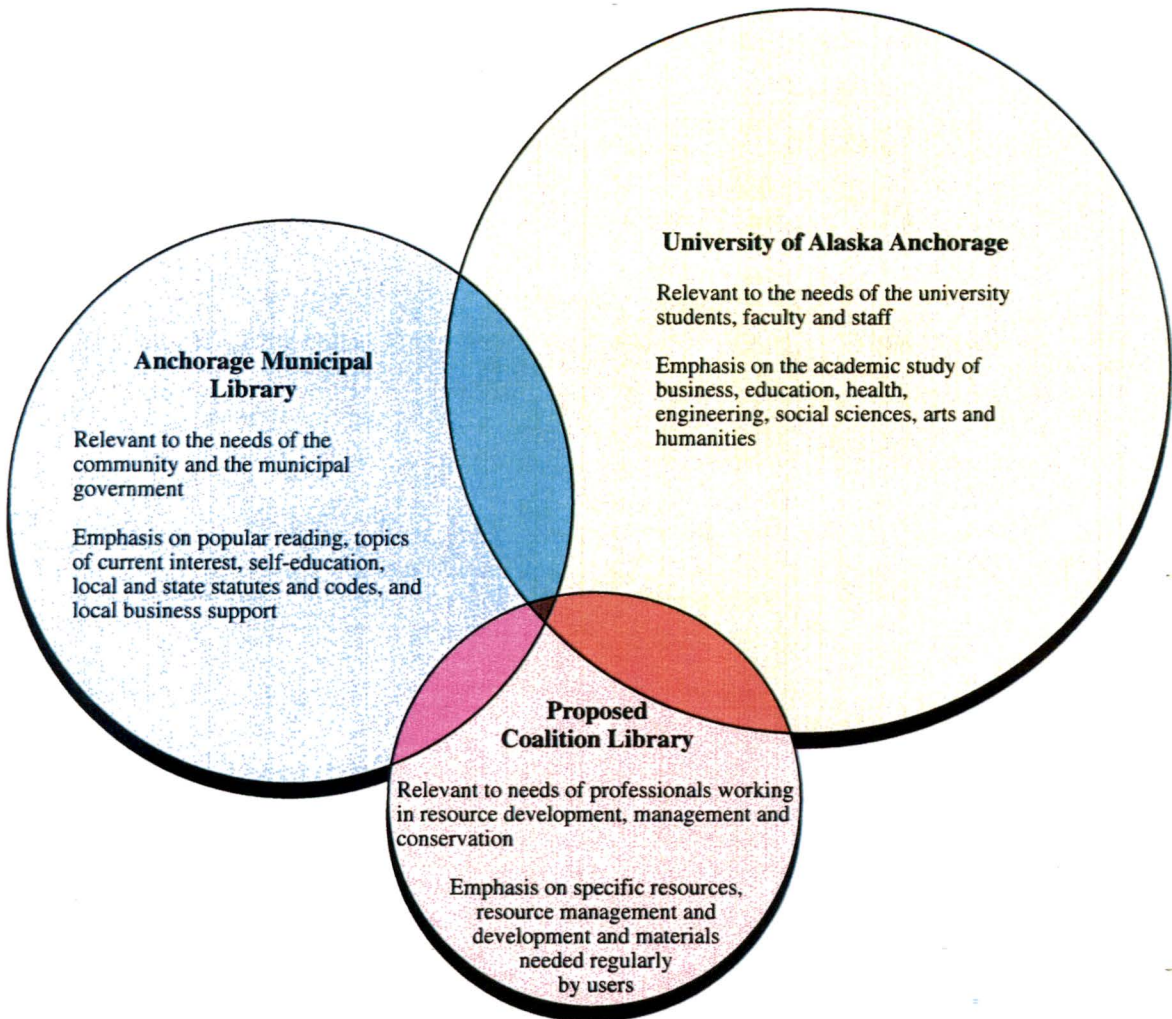 University of Alaska Anchorage
Relevant to the needs of the university
students, faculty and staff
Emphasis on the academic study of
business, education, health,
engineering, social sciences, arts and
humanities
Anchorage Municipal
Library
Relevant to the needs of the
community and the municipal
government
Emphasis on popular reading, topics
of current interest, self-education,
local and state statutes and codes, and
local business support
Proposed
Coalition Library
Relevant to needs of professionals working
in resource development, management and
conservation
Emphasis on specific resources,
resource management and
development and materials
needed regularly
by users